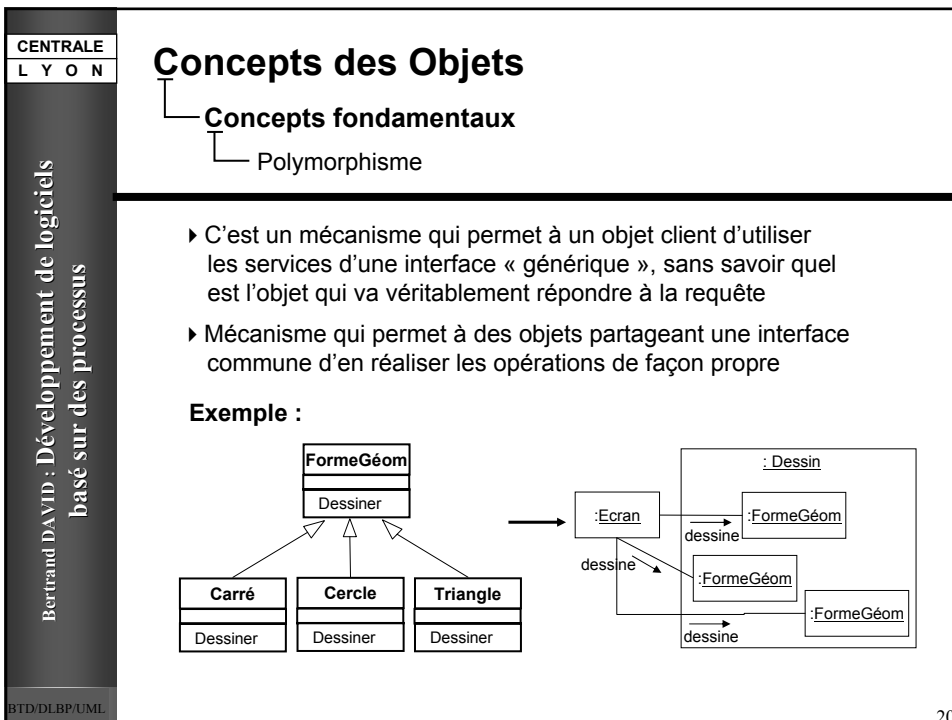 CENTRALE
L Y O N
Concepts des Objets
Concepts fondamentaux
Polymorphisme
Bertrand DAVID : Développement de logiciels
basé sur des processus
C'est un mécanisme qui permet à un objet client d'utiliser
les services d'une interface « générique », sans savoir quel
est l'objet qui va véritablement répondre à la requête
Mécanisme qui permet à des objets partageant une interface
commune d'en réaliser les opérations de façon propre
Exemple :
FormeGéom
Dessiner
Carré
Dessiner
Cercle
Dessiner
Triangle
Dessiner
: Dessin
:Ecran
:FormeGéom
dessine
dessine
:FormeGéom
:FormeGéom
dessine
BTD/DLBP/UML
20